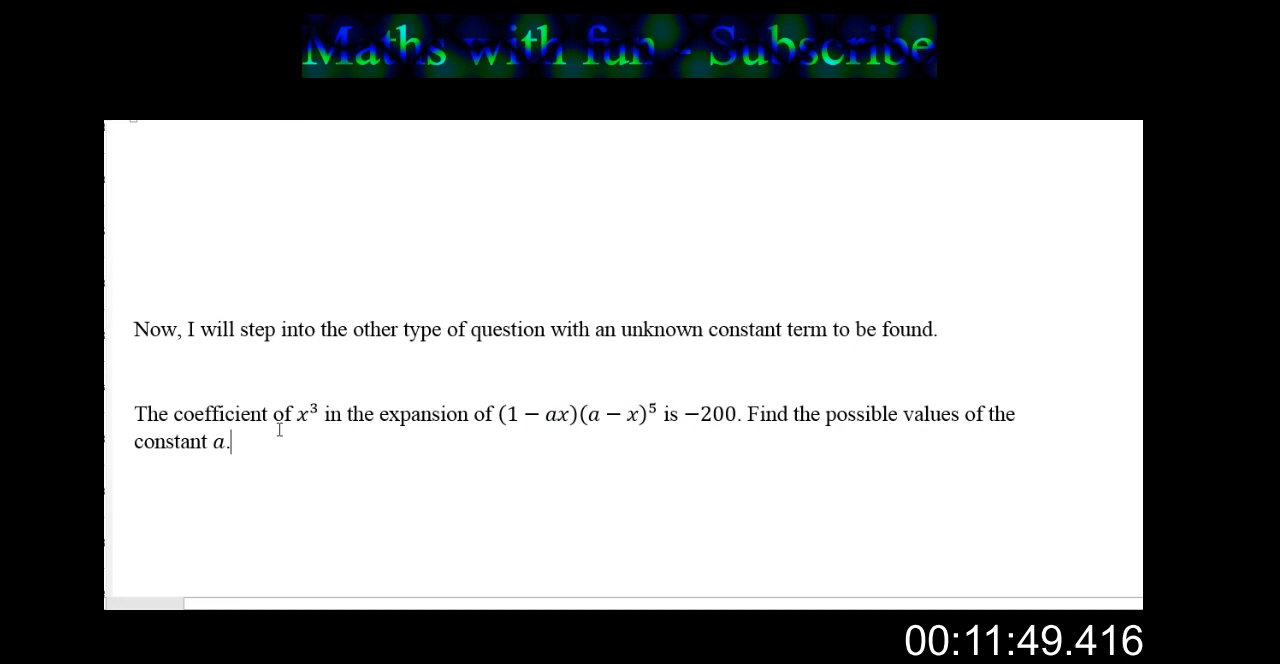 Maths with fun - Subscribe
Now, I will step into the other type of question with an unknown constant term to be found.
The coefficient of x³ in the expansion of (1 − ax)(a − x)⁵ is −200. Find the possible values of the
constant a.
00:11:49.416